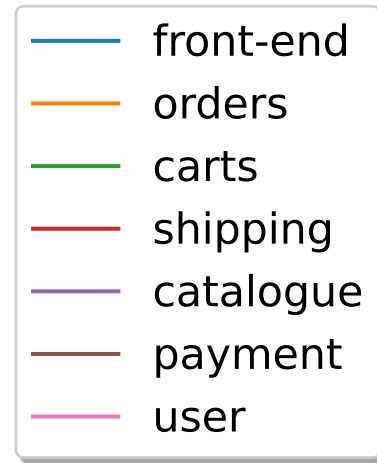 front-end
orders
carts
shipping
catalogue
payment
user